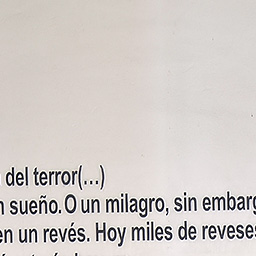 del terror(...)
sueño. O un milagro, sin embarg
en un revés. Hoy miles de reveses